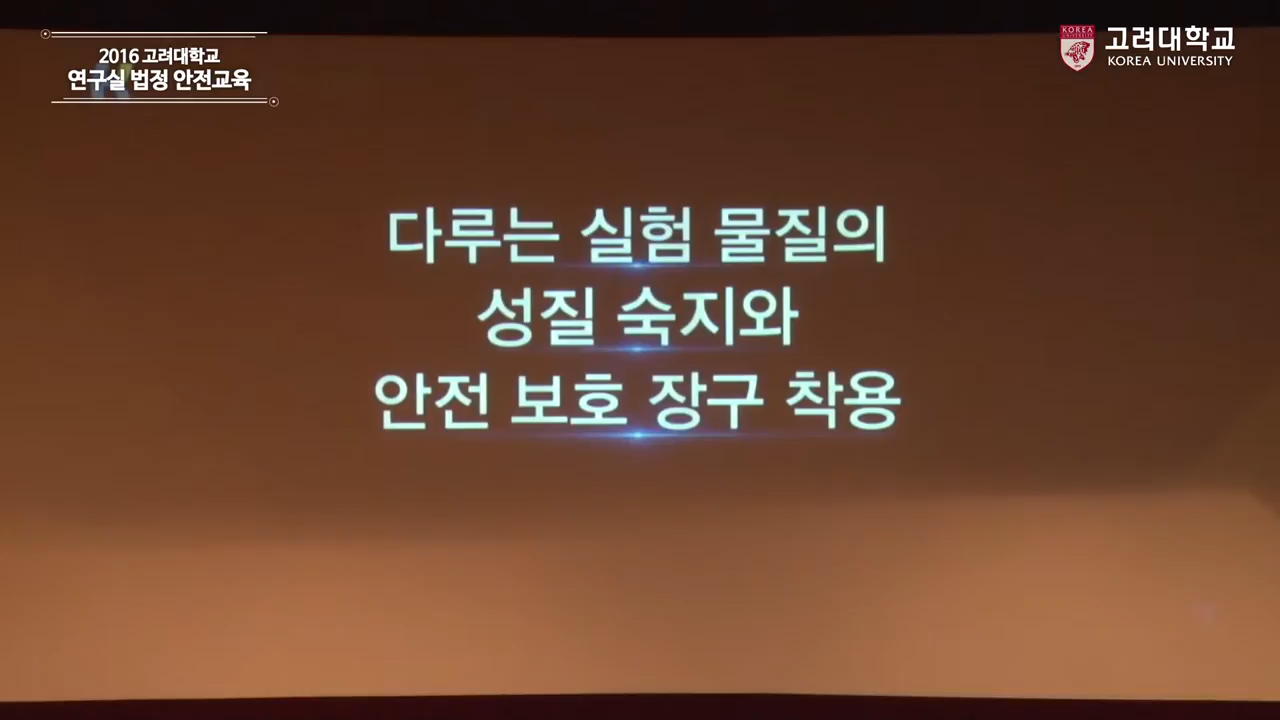 2016 고려대학교
연구실 법정 안전교육
KOREA
UNIVERSITY
고려대학교
KOREA UNIVERSITY
다루는 실험 물질의
성질 숙지와
안전 보호 장구 착용